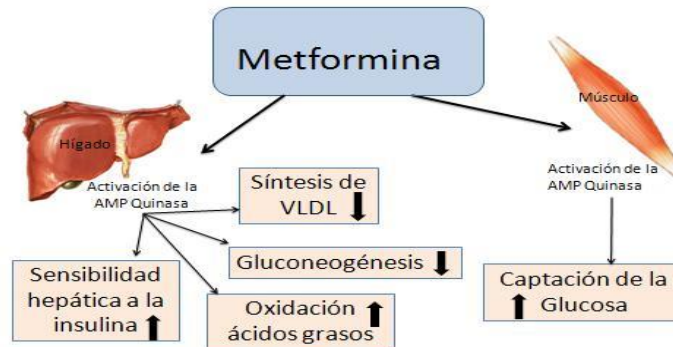 Metformina
Hígado
Músculo
Activación de la
AMP Quinasa
Activación de la
AMP Quinasa
Síntesis de
VLDL
Gluconeogénesis
Sensibilidad
hepática a la
insulina
Oxidación
ácidos grasos
Captación de la
Glucosa